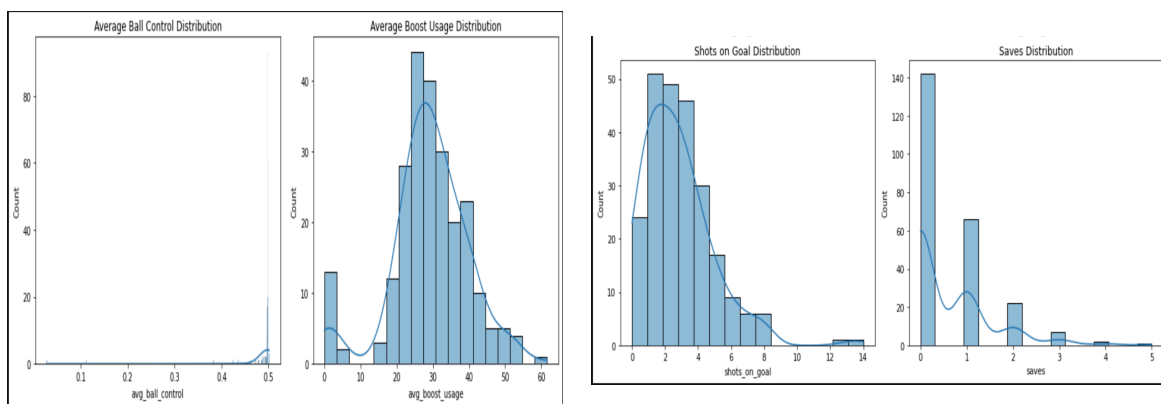 Average Ball Control Distribution
80
60
40
20
0
Count
0.1 0.2 0.3 0.4 0.5
avg_ball_control
Average Boost Usage Distribution
40
30
20
10
0
Count
0 10 20 30 40 50 60
avg_boost_usage
Shots on Goal Distribution
50
40
30
20
10
0
Count
0 2 4 6 8 10 12 14
shots_on_goal
Saves Distribution
140
120
100
80
60
40
20
0
Count
0 1 2 3 4 5
saves